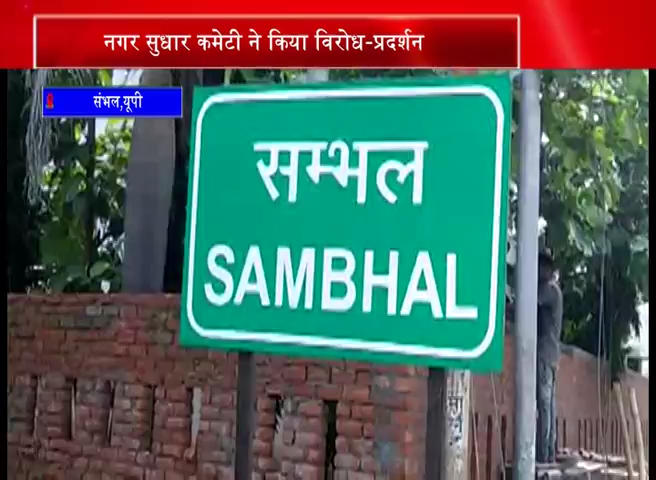 नगर सुधार कमेटी ने किया विरोध-प्रदर्शन
संभल,यूपी
सम्भल
SAMBHAL